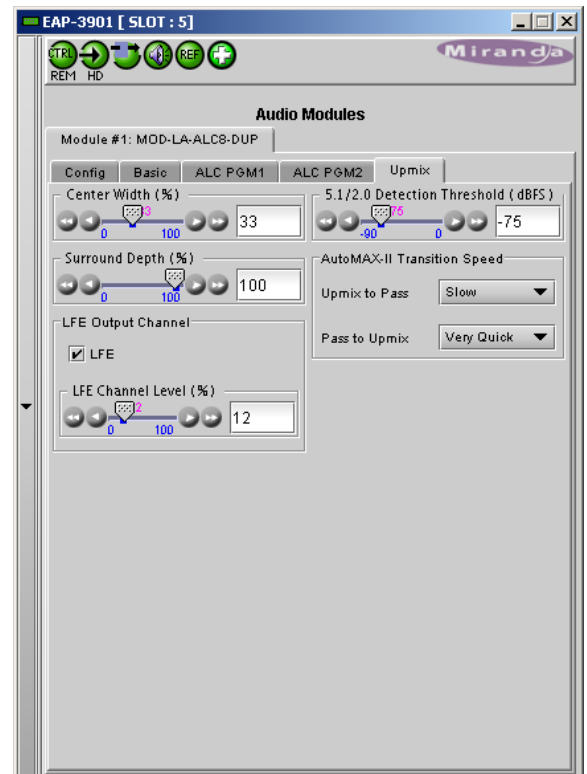 EAP-3901 [ SLOT : 5]
CTRL REF
REM HD
Miranda
Audio Modules
Module #1: MOD-LA-ALC8-DUP
Config Basic ALC PGM1 ALC PGM2 Upmix
Center Width (%)
33
0 100
33
5.1/2.0 Detection Threshold ( dBFS )
75
-90 0
-75
Surround Depth (%)
0 100
100
AutoMAX-II Transition Speed
Upmix to Pass Slow
Pass to Upmix Very Quick
LFE Output Channel
LFE
LFE Channel Level (%)
2
0 100
12